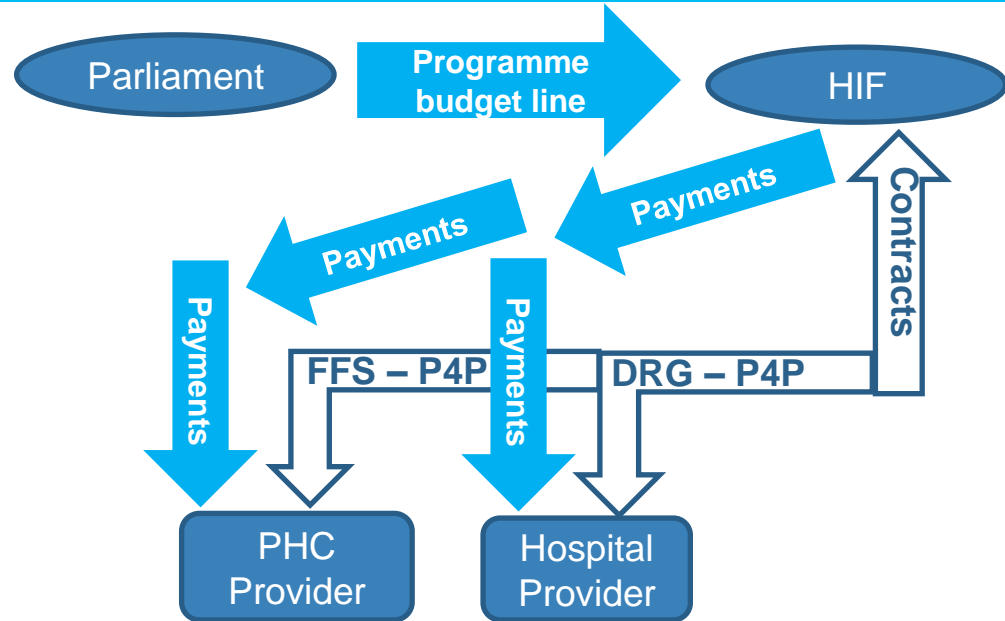 Parliament
Programme
budget line
HIF
Payments
Payments
Contracts
Payments
Payments
FFS – P4P
DRG – P4P
PHC
Provider
Hospital
Provider